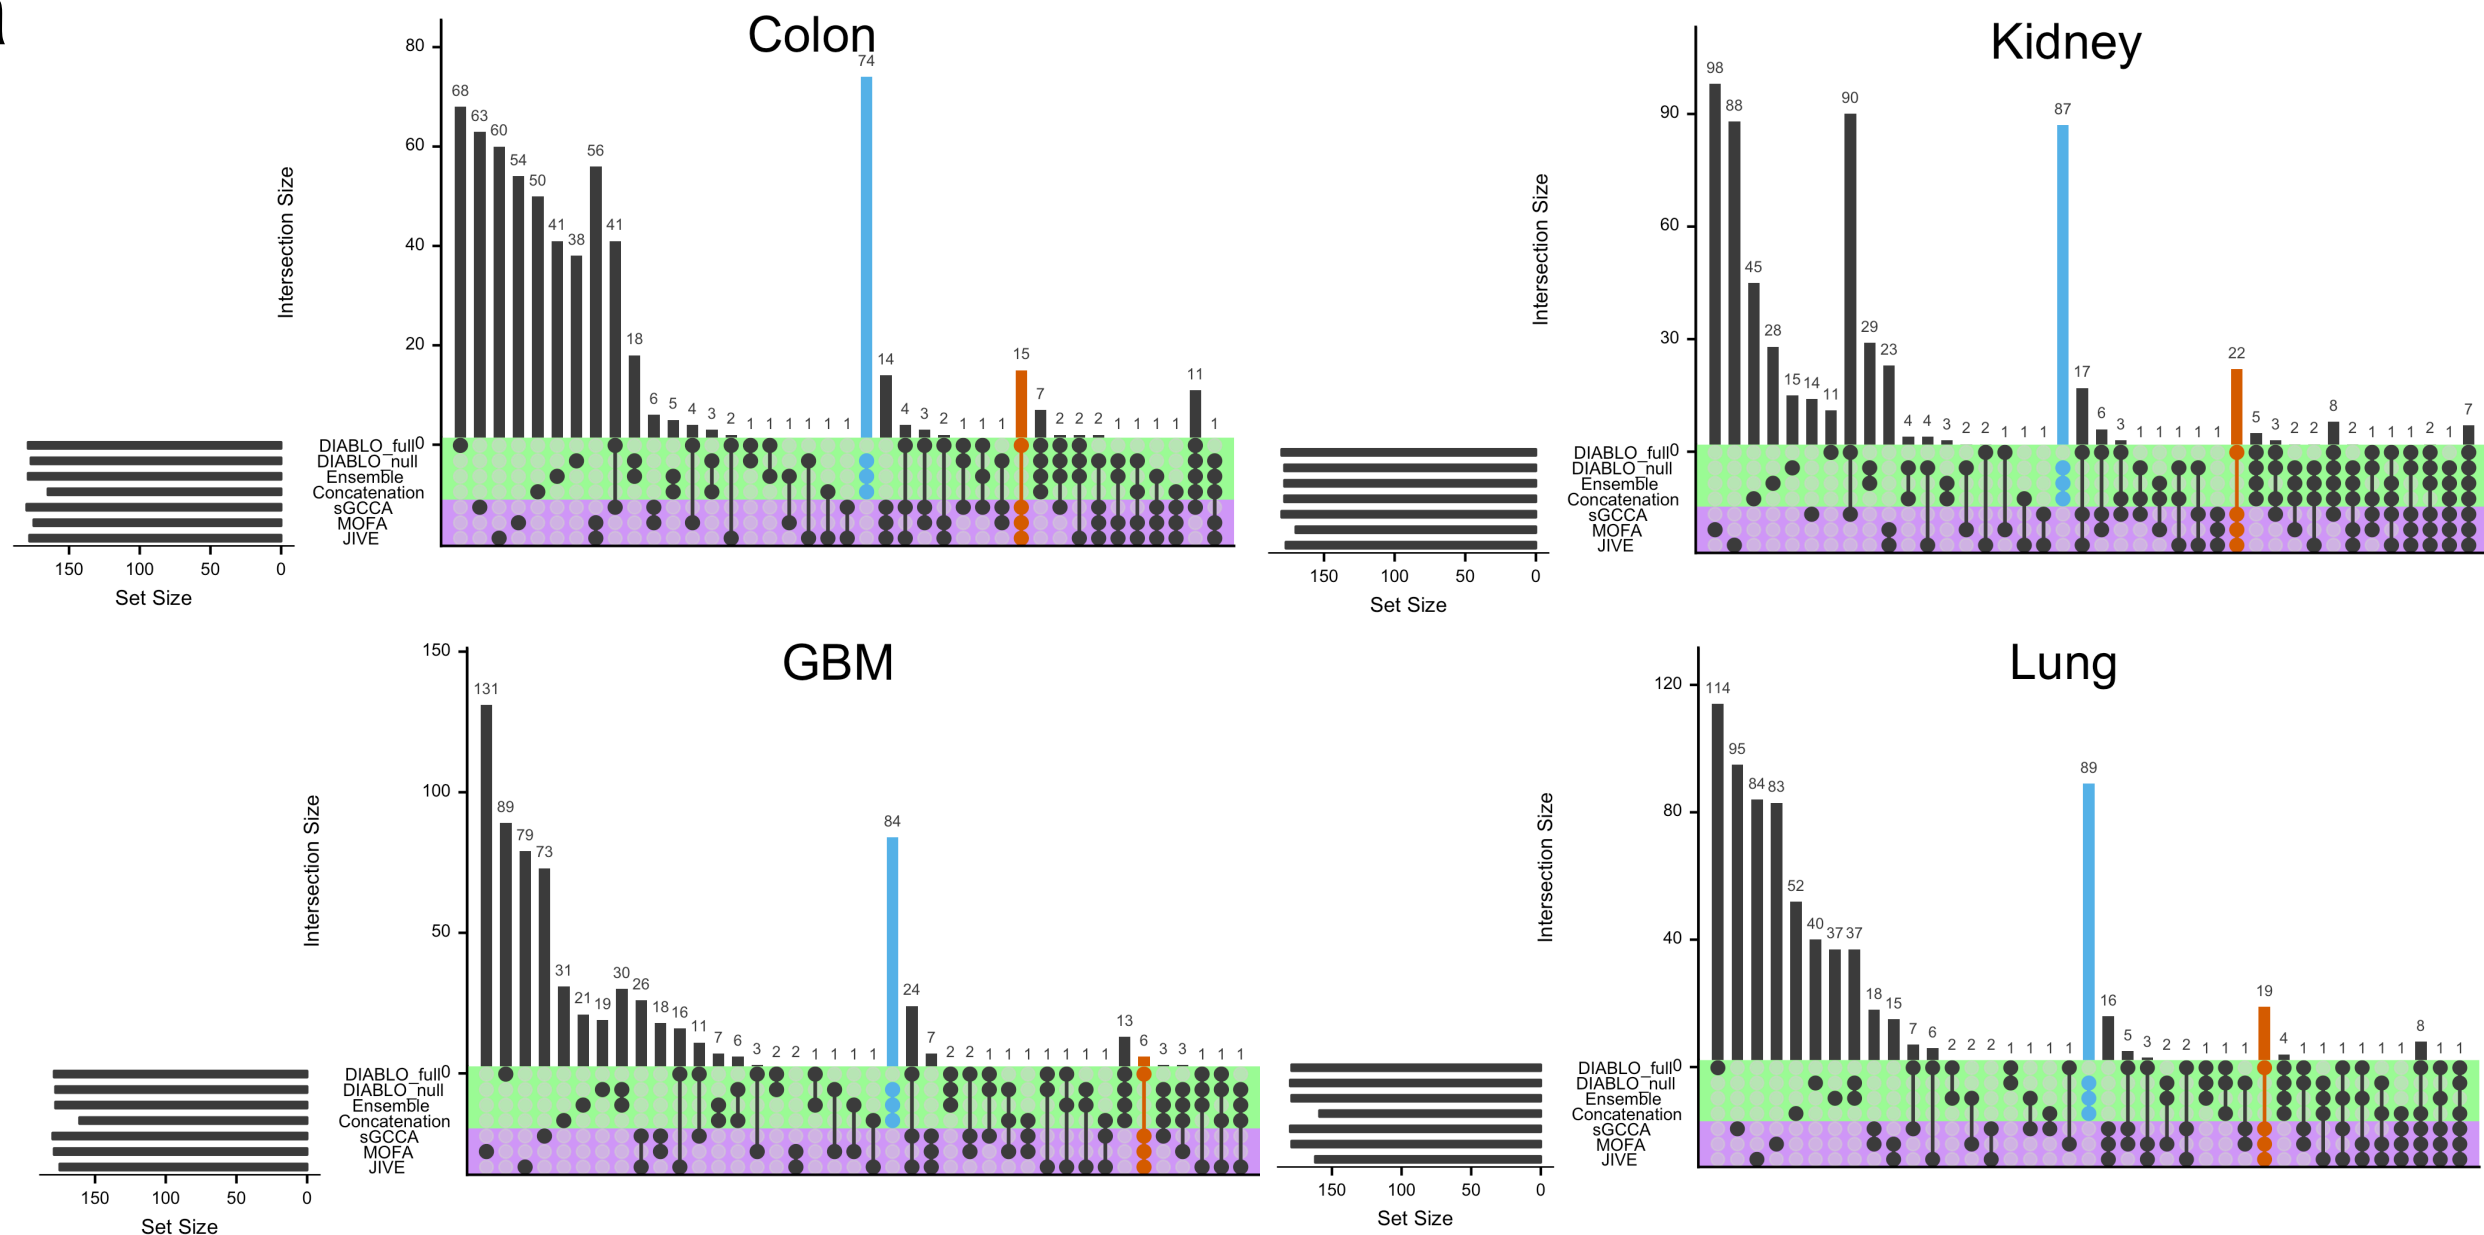 Colon
Intersection Size
80
60
40
20
0
68 63 60 54 50 41 38 56 41 18 6 5 4 3 2 1 1 1 1 1 1 74 14 4 3 2 1 1 1 15 7 2 2 2 1 1 1 1 11 1
DIABLO_full
DIABLO_null
Ensemble
Concatenation
sGCCA
MOFA
JIVE
150 100 50 0
Set Size
Kidney
Intersection Size
90
60
30
0
98 88 45 28 15 14 11 90 29 23 4 4 3 2 2 1 1 1 87 17 6 3 1 1 1 1 1 22 5 3 2 2 8 2 1 1 1 2 1 7
DIABLO_full
DIABLO_null
Ensemble
Concatenation
sGCCA
MOFA
JIVE
150 100 50 0
Set Size
GBM
Intersection Size
150
100
50
0
131 89 79 73 31 21 19 30 26 18 16 11 7 6 3 2 2 1 1 1 1 84 24 7 2 2 1 1 1 1 1 1 1 13 6 3 3 1 1 1
DIABLO_full
DIABLO_null
Ensemble
Concatenation
sGCCA
MOFA
JIVE
150 100 50 0
Set Size
Lung
Intersection Size
120
80
40
0
114 95 84 83 52 40 37 37 18 15 7 6 2 2 2 1 1 1 1 89 16 5 3 2 2 1 1 1 19 4 1 1 1 1 1 1 8 1 1
DIABLO_full
DIABLO_null
Ensemble
Concatenation
sGCCA
MOFA
JIVE
150 100 50 0
Set Size